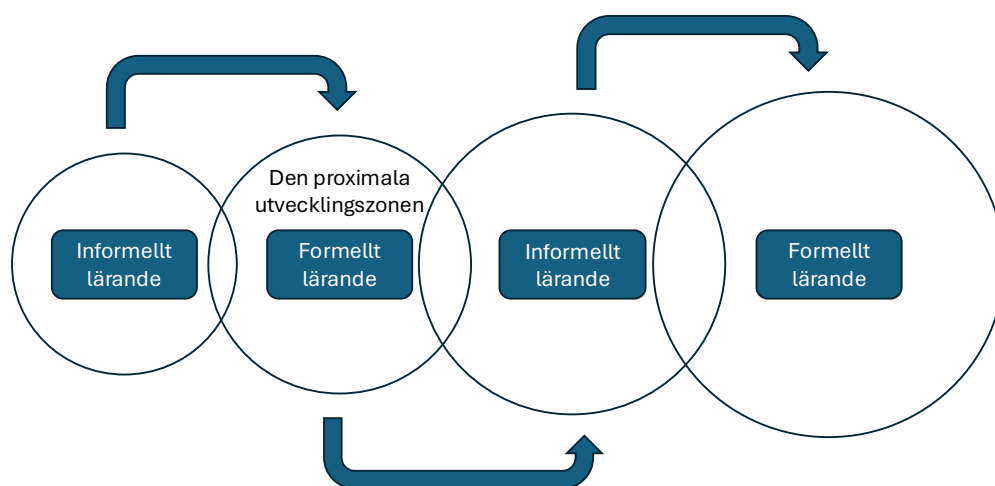 Den proximala
utvecklingszonen
Informellt
lärande
Formellt
lärande
Informellt
lärande
Formellt
lärande